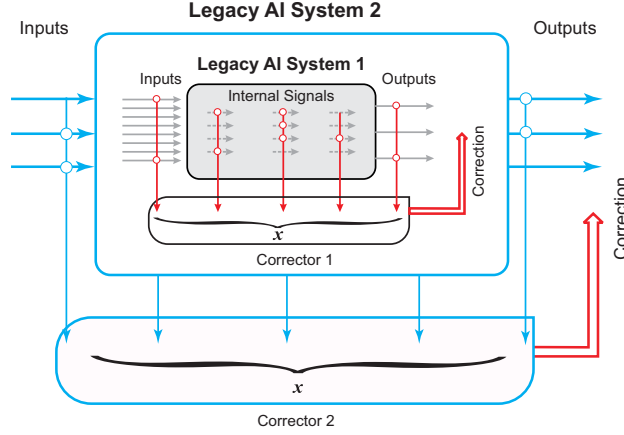 Legacy AI System 2
Inputs
Outputs
Legacy AI System 1
Inputs
Outputs
Internal Signals
Correction
x
Corrector 1
Correction
x
Corrector 2